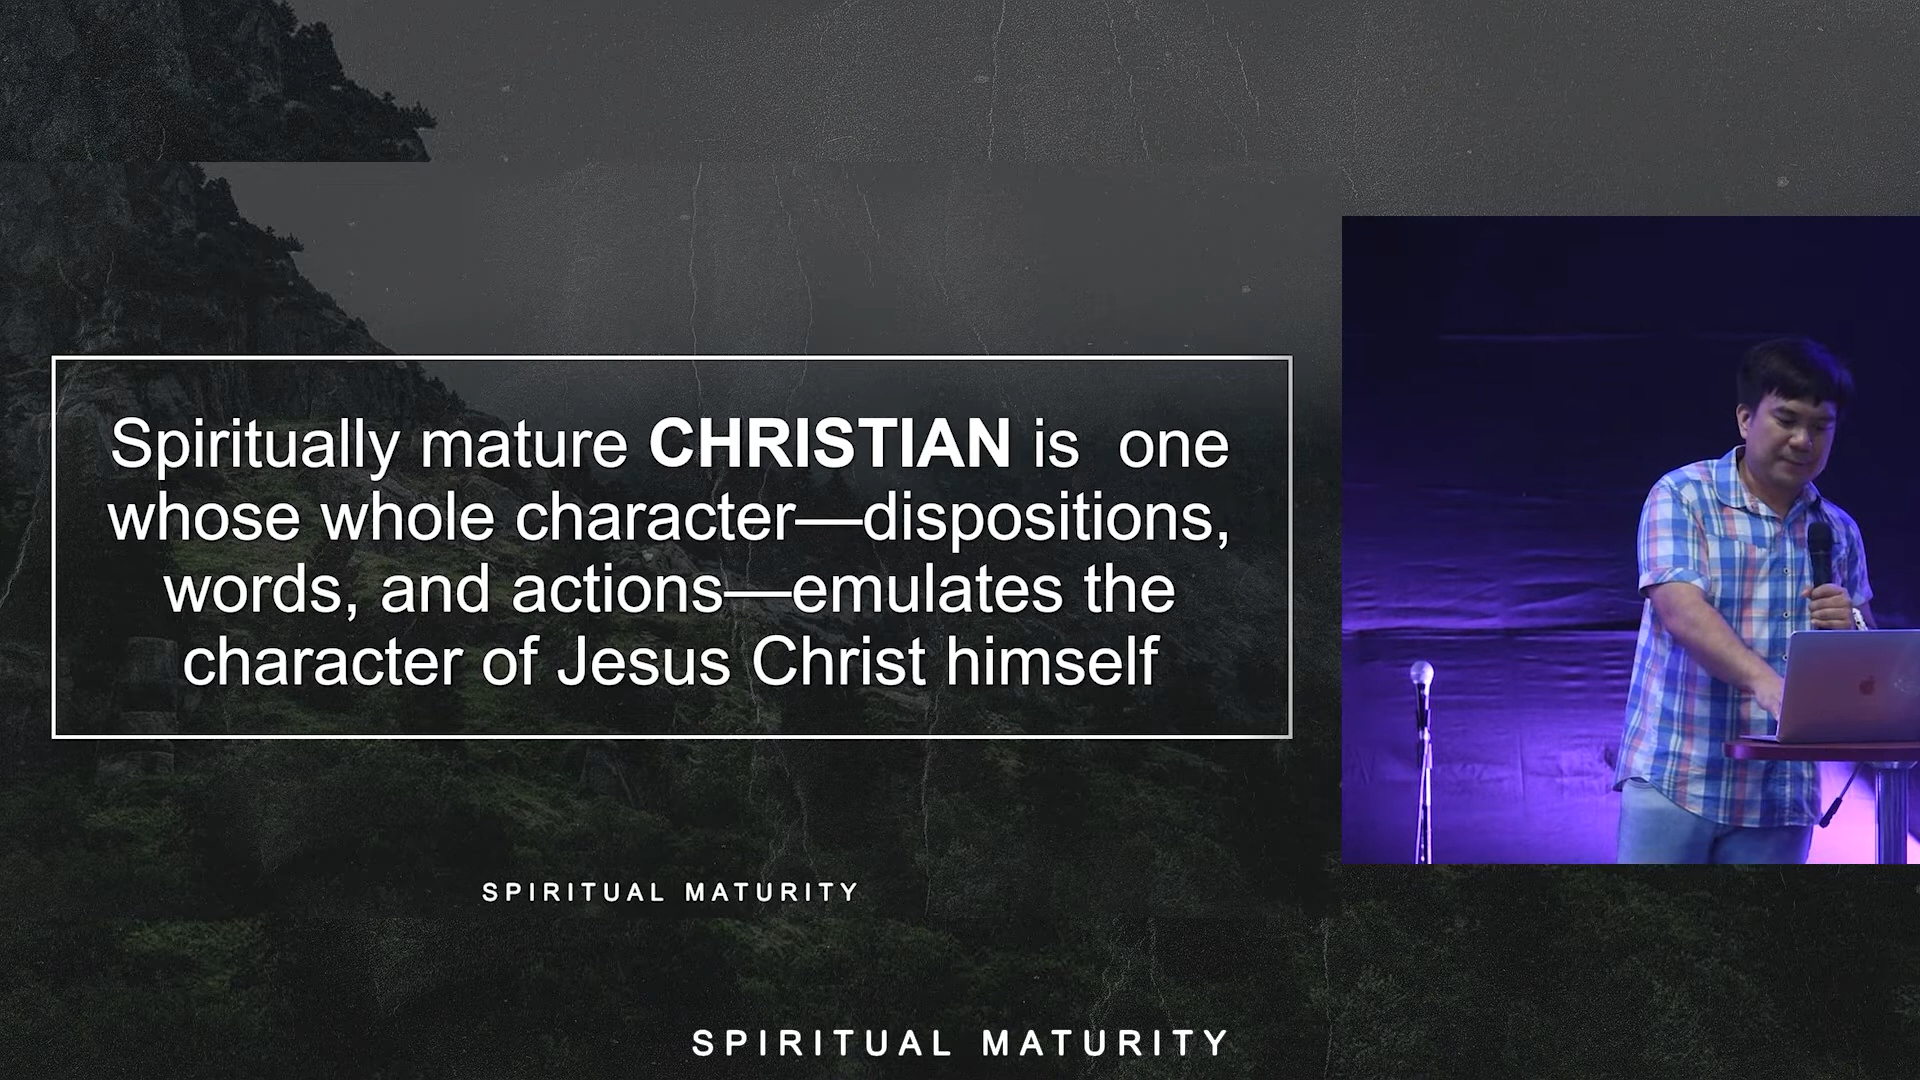 Spiritually mature CHRISTIAN is  one
whose whole character—dispositions,
words, and actions—emulates the
character of Jesus Christ himself
SPIRITUAL MATURITY
SPIRITUAL MATURITY